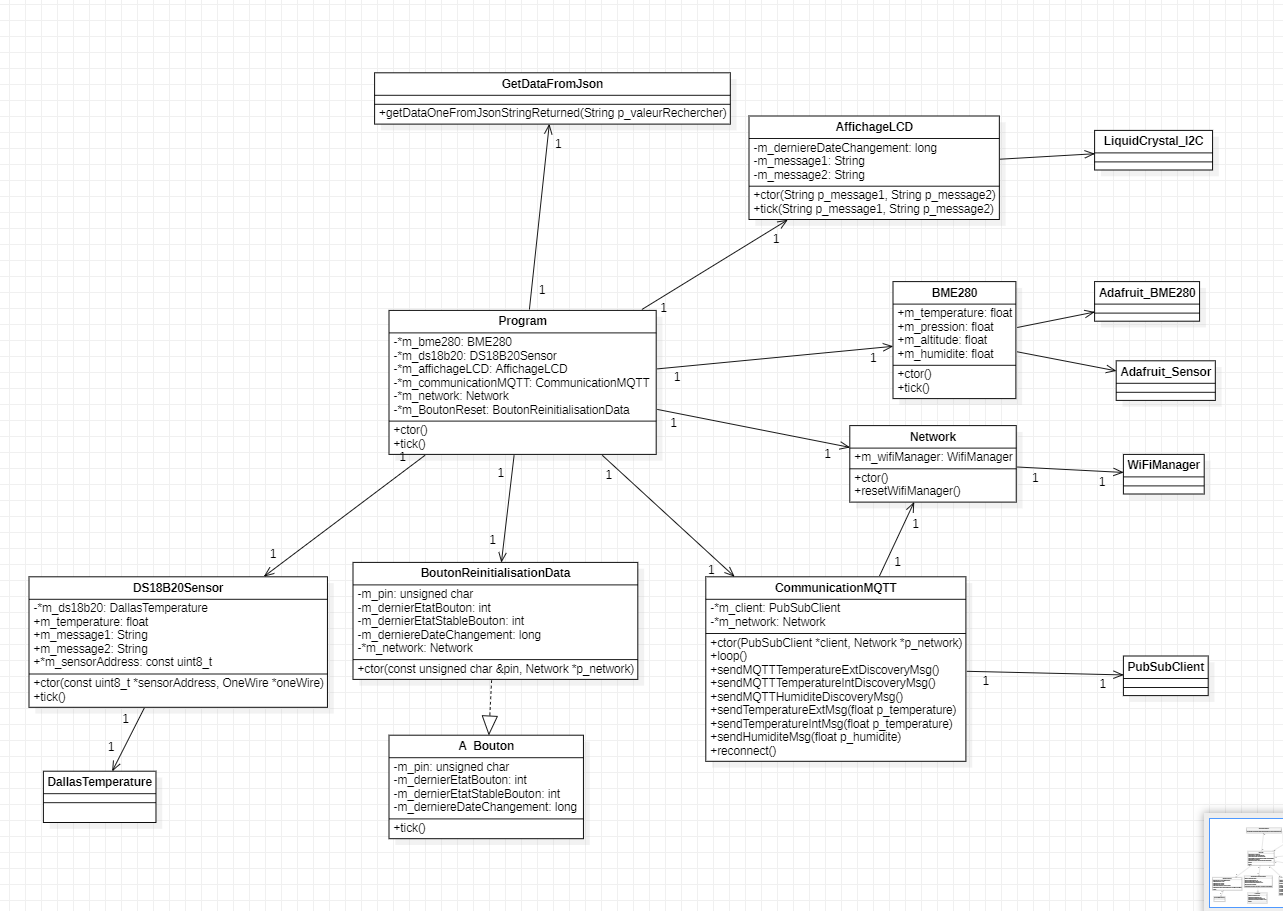 GetDataFromJson
+getDataOneFromJsonStringReturned(String p_valeurRechercher)
1
1
AffichageLCD
-m_derniereDateChangement: long
-m_message1: String
-m_message2: String
+ctor(String p_message1, String p_message2)
+tick(String p_message1, String p_message2)
1
1
LiquidCrystal_I2C
Program
-*m_bme280: BME280
-*m_ds18b20: DS18B20Sensor
-*m_affichageLCD: AffichageLCD
-*m_communicationMQTT: CommunicationMQTT
-*m_network: Network
-*m_BoutonReset: BoutonReinitialisationData
+ctor()
+tick()
BME280
+m_temperature: float
+m_pression: float
+m_altitude: float
+m_humidite: float
+ctor()
+tick()
1
1
Adafruit_BME280
Adafruit_Sensor
Network
+m_wifiManager: WifiManager
+ctor()
+resetWifiManager()
1
1
1
1
WiFiManager
1
1
1
1
1
1
1
1
DS18B20Sensor
-*m_ds18b20: DallasTemperature
+m_temperature: float
+m_message1: String
+m_message2: String
+*m_sensorAddress: const uint8_t
+ctor(const uint8_t *sensorAddress, OneWire *oneWire)
+tick()
1
1
DallasTemperature
BoutonReinitialisationData
-m_pin: unsigned char
-m_dernierEtatBouton: int
-m_dernierEtatStableBouton: int
-m_derniereDateChangement: long
-*m_network: Network
+ctor(const unsigned char &pin, Network *p_network)
A Bouton
-m_pin: unsigned char
-m_dernierEtatBouton: int
-m_dernierEtatStableBouton: int
-m_derniereDateChangement: long
+tick()
CommunicationMQTT
-*m_client: PubSubClient
-*m_network: Network
+ctor(PubSubClient *client, Network *p_network)
+loop()
+sendMQTTTemperatureExtDiscoveryMsg()
+sendMQTTTemperatureIntDiscoveryMsg()
+sendMQTTHumiditeDiscoveryMsg()
+sendTemperatureExtMsg(float p_temperature)
+sendTemperatureIntMsg(float p_temperature)
+sendHumiditeMsg(float p_humidite)
+reconnect()
1
1
PubSubClient